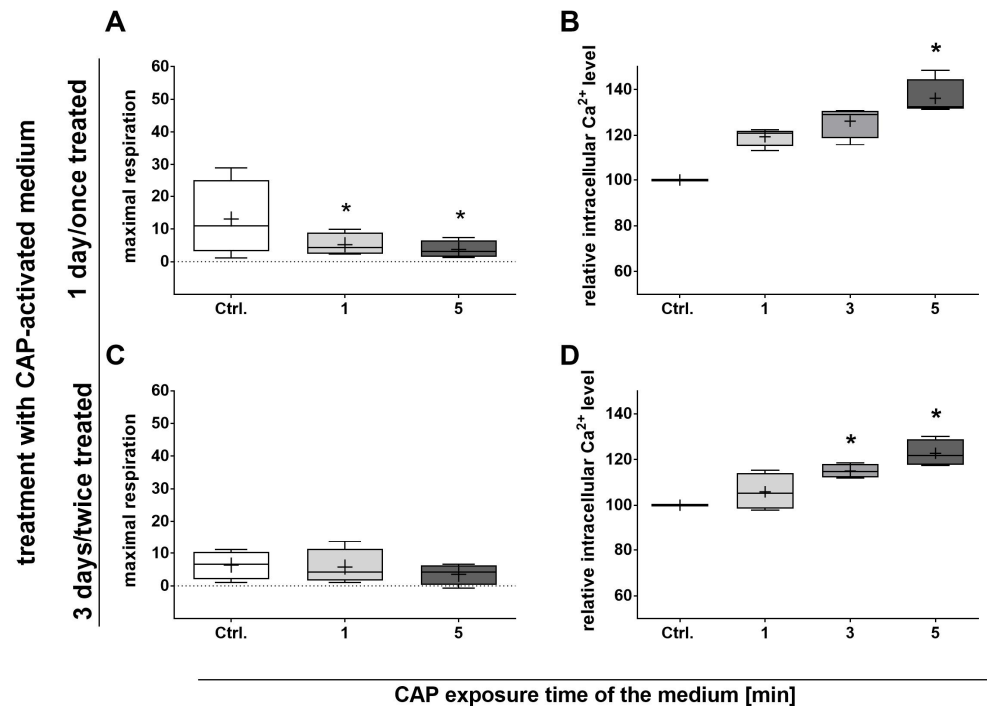 A
B
treatment with CAP-activated medium
1 day/once treated
3 days/twice treated
maximal respiration
60
50
40
30
20
10
0
*
*
Ctrl.
1
5
relative intracellular Ca²⁺ level
140
120
100
80
60
*
Ctrl.
1
3
5
C
D
maximal respiration
60
50
40
30
20
10
0
Ctrl.
1
5
relative intracellular Ca²⁺ level
140
120
100
80
60
*
*
Ctrl.
1
3
5
CAP exposure time of the medium [min]